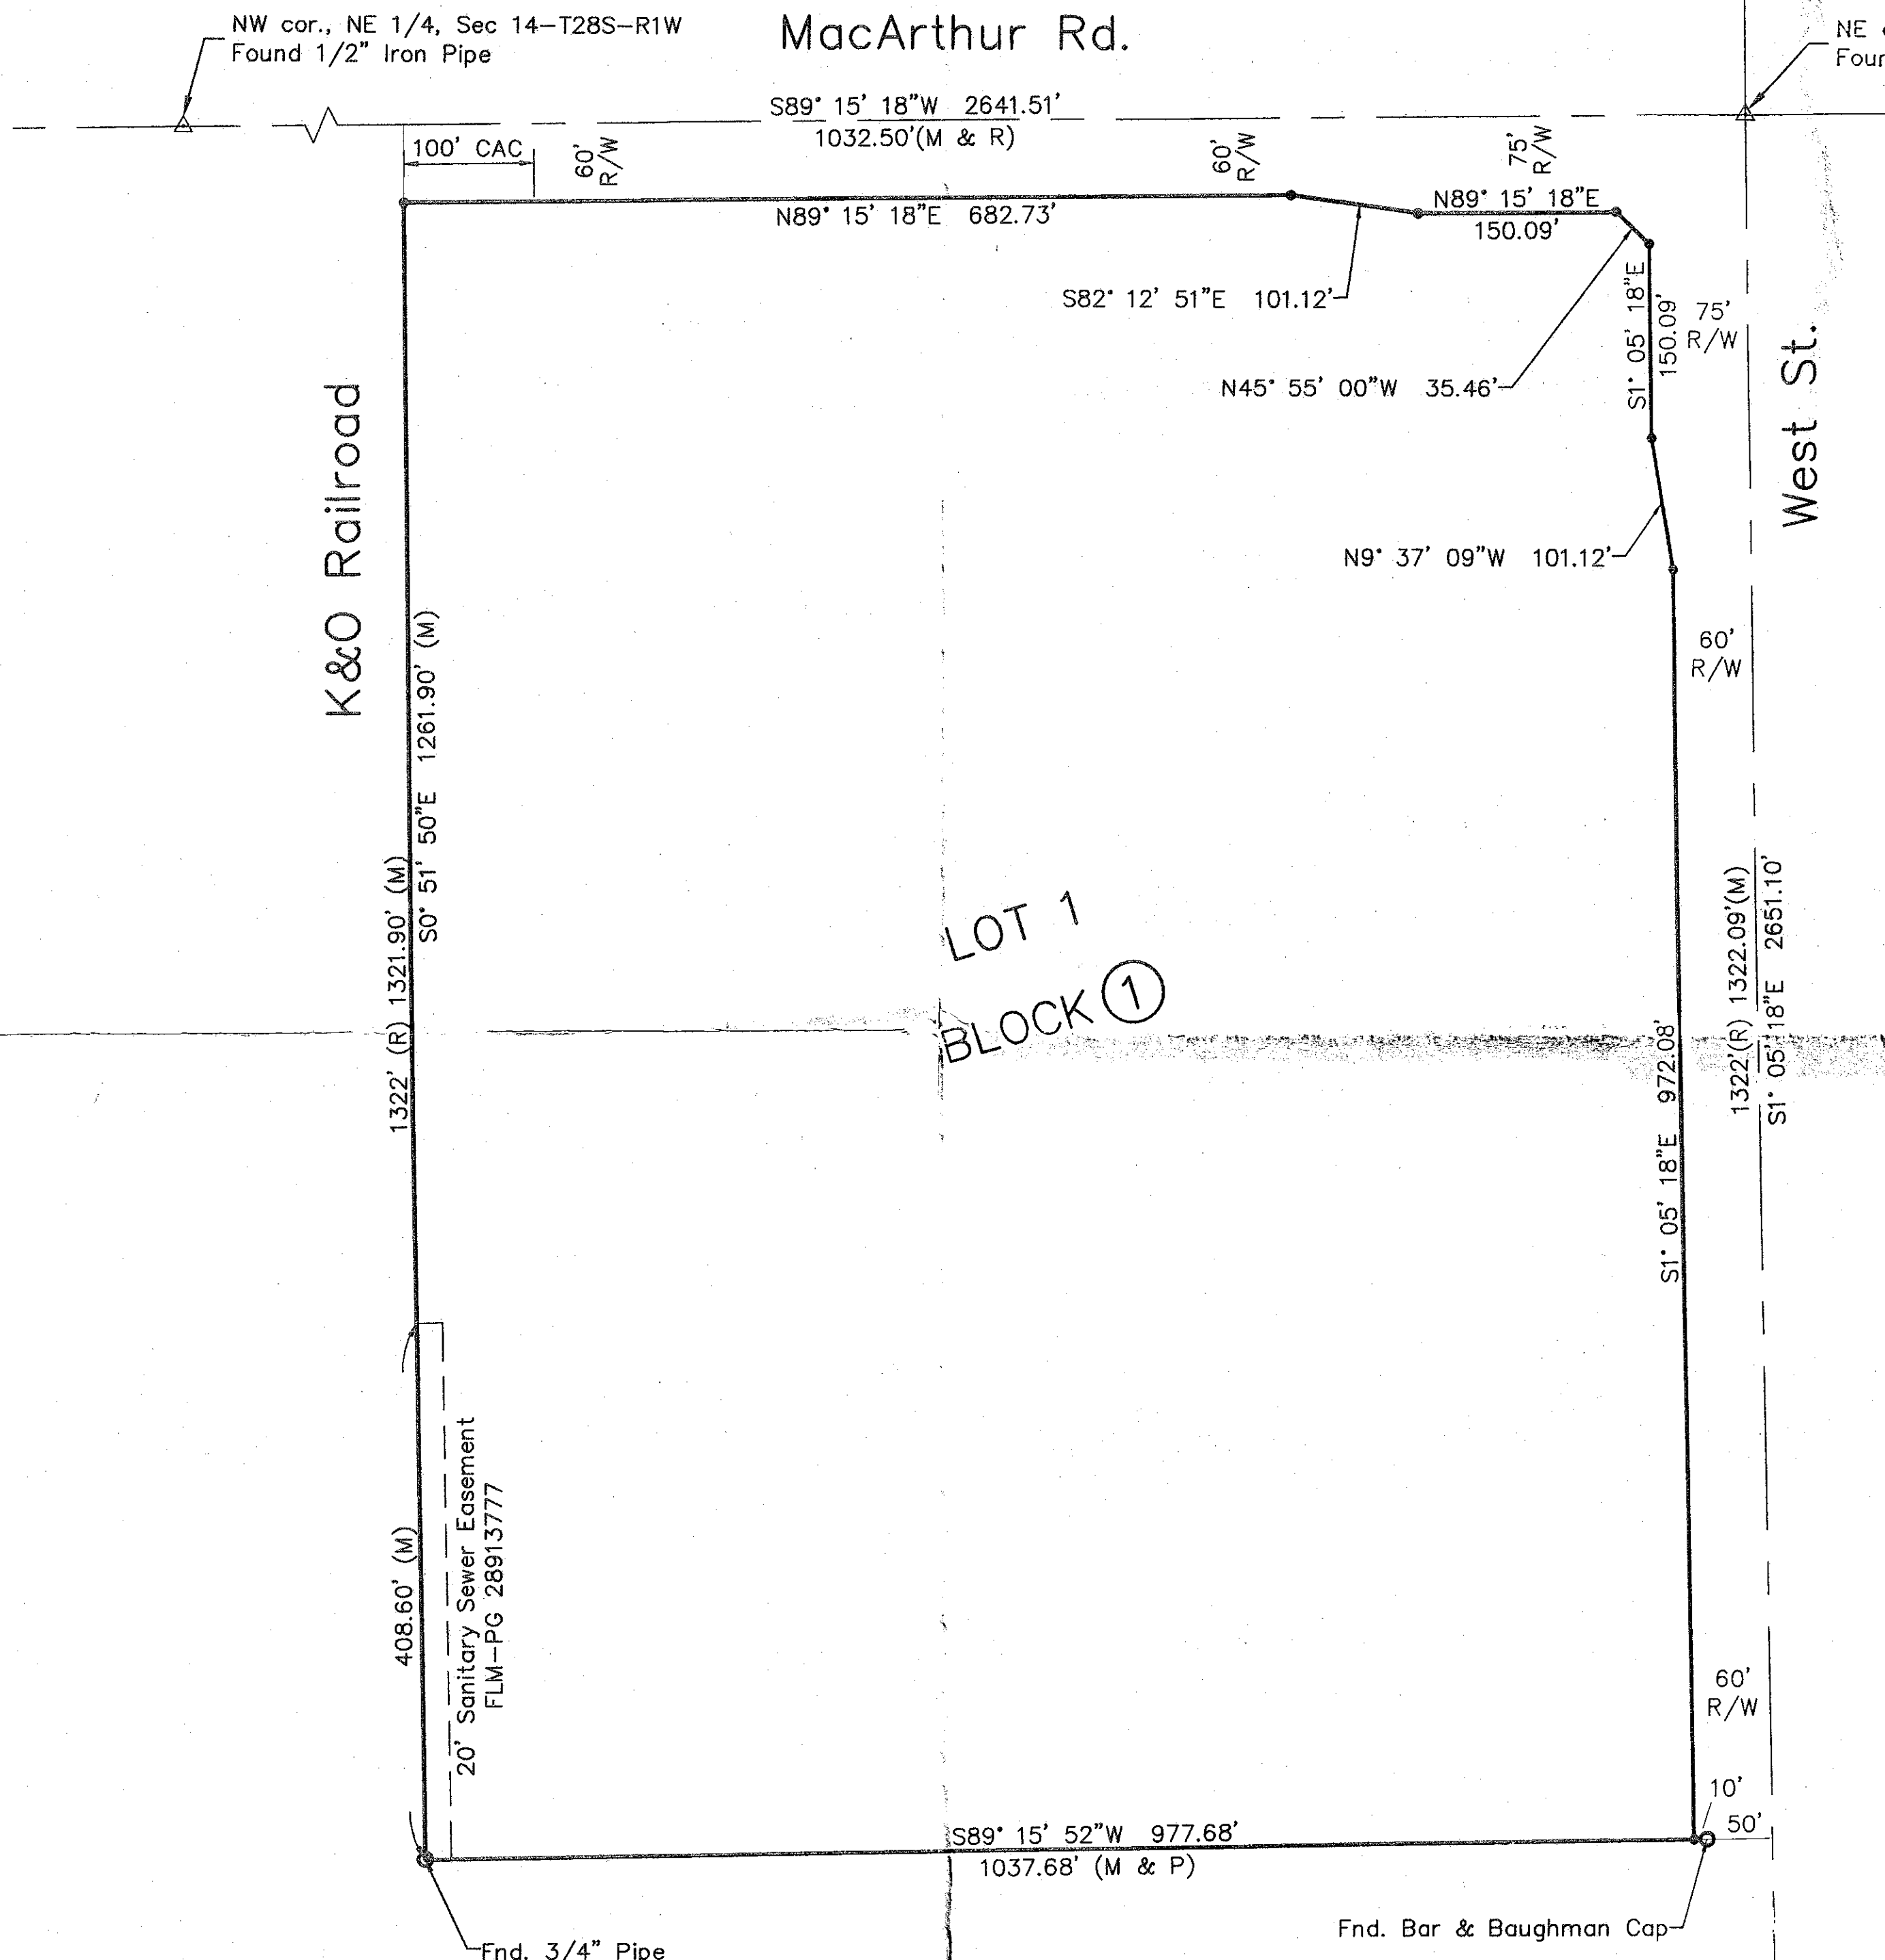 NW cor., NE 1/4, Sec 14-T28S-R1W
Found 1/2" Iron Pipe
MacArthur Rd.
NE
S89° 15' 18"W 2641.51'
1032.50'(M & R)
100' CAC
60'
R/W
60'
R/W
75'
R/W
N89° 15' 18"E 682.73'
N89° 15' 18"E
150.09'
S82° 12' 51"E 101.12'
N45° 55' 00"W 35.46'
S1° 05' 18"E
150.09'
75'
R/W
West St.
K&O Railroad
N9° 37' 09"W 101.12'
60'
R/W
S0° 51' 50"E 1261.90' (M)
1322' (R) 1321.90' (M)
LOT 1
BLOCK 1
S1° 05' 18"E 972.08'
1322'(R) 1322.09'(M)
S1° 05' 18"E 2651.10'
408.60' (M)
20' Sanitary Sewer Easement
FLM-PG 28913777
60'
R/W
10'
50'
S89° 15' 52"W 977.68'
1037.68' (M & P)
Fnd. Bar & Baughman Cap
Fnd. 3/4" Pipe